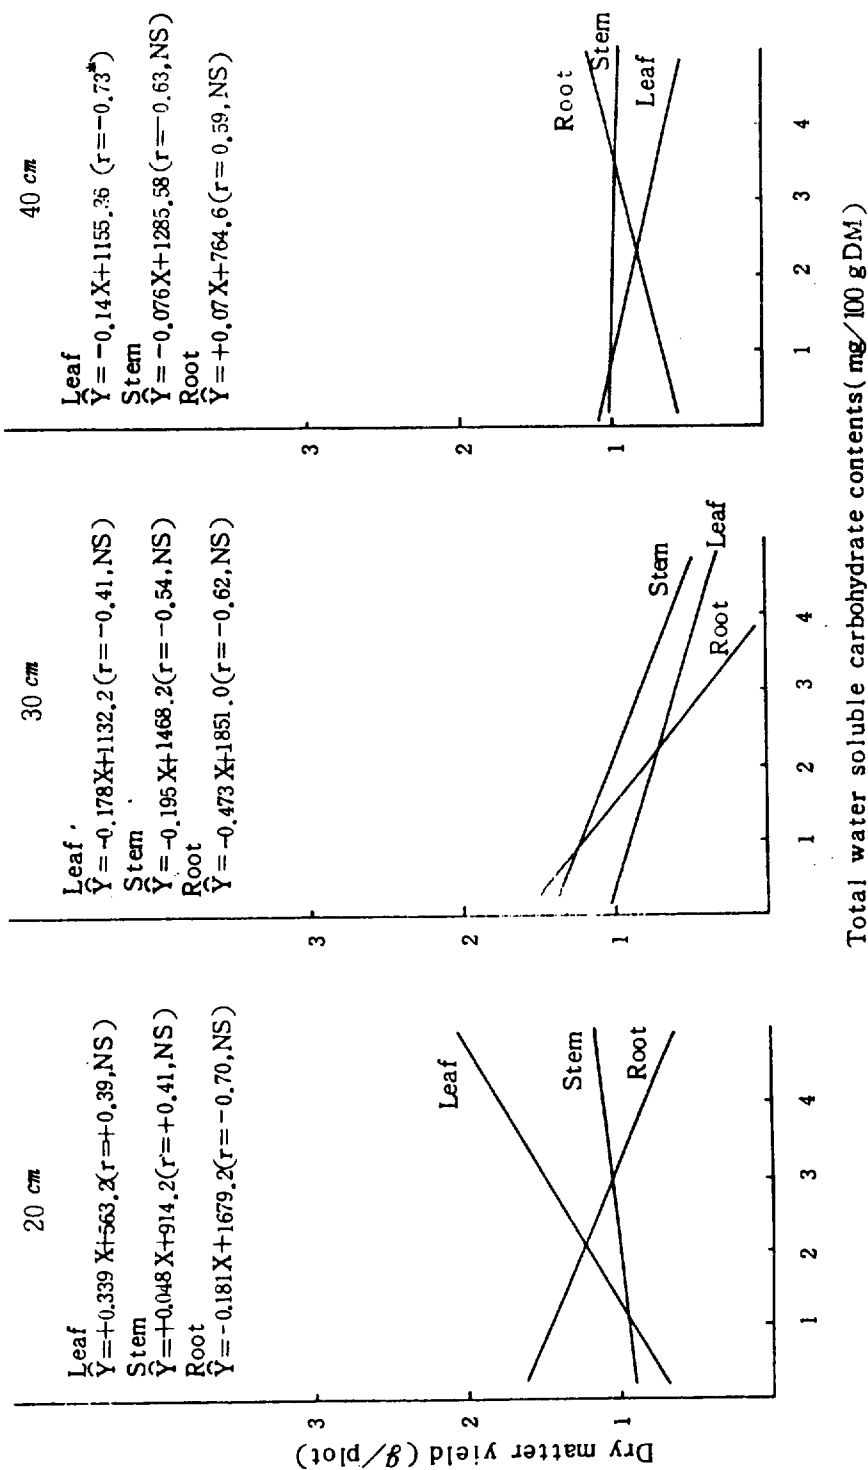 20 cm
Leaf
Ŷ=+0.339X+563.2(r=+0.39,NS)
Stem
Ŷ=+0.048X+914.2(r=+0.41,NS)
Root
Ŷ=-0.181X+1679.2(r=-0.70,NS)
3
2
1
Leaf
Stem
Root
1
2
3
4
30 cm
Leaf
Ŷ=-0.178X+1132.2(r=-0.41,NS)
Stem
Ŷ=-0.195X+1468.2(r=-0.54,NS)
Root
Ŷ=-0.473X+1851.0(r=-0.62,NS)
3
2
1
Stem
Leaf
Root
1
2
3
4
40 cm
Leaf
Ŷ=-0.14X+1155.36 (r=-0.73*)
Stem
Ŷ=-0.076X+1285.58(r=-0.63,NS)
Root
Ŷ=+0.07X+764.6(r=0.59,NS)
3
2
1
Root
Stem
Leaf
1
2
3
4
Dry matter yield (g/plot)
Total water soluble carbohydrate contents(mg/100 gDM)